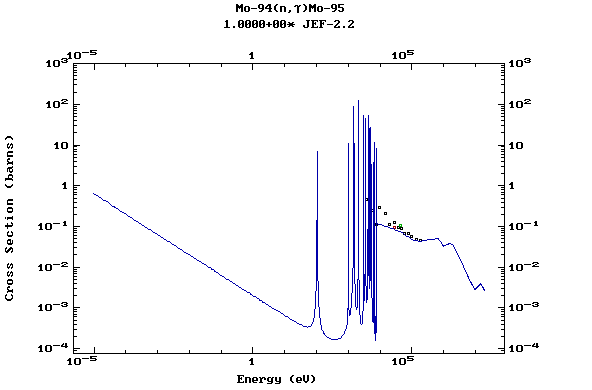 Mo-94(n,γ)Mo-95
1.0000+00* JEF-2.2
10⁻⁵ 1 10⁵
10³ 10³
10² 10²
10 10
1 1
10⁻¹ 10⁻¹
10⁻² 10⁻²
10⁻³ 10⁻³
10⁻⁴ 10⁻⁴
10⁻⁵ 1 10⁵
Cross Section (barns)
Energy (eV)